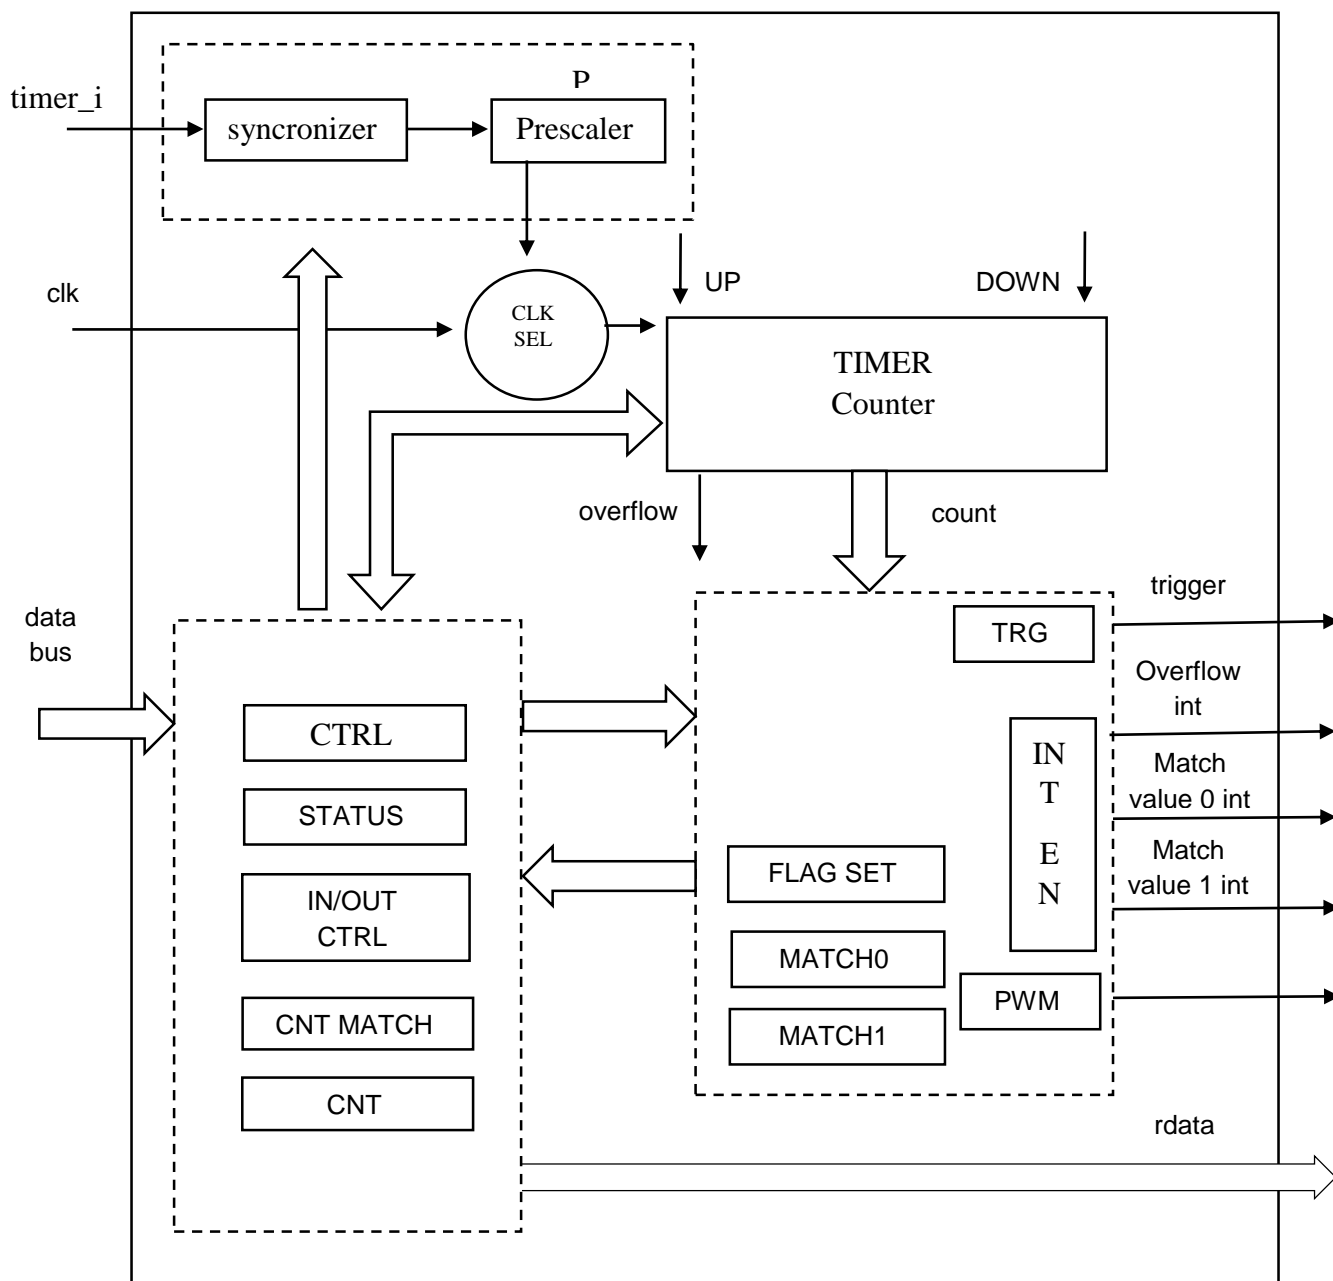 P
timer_i
syncronizer
Prescaler
clk
UP
DOWN
CLK
SEL
TIMER
Counter
overflow
count
data
bus
trigger
TRG
Overflow
int
CTRL
IN
T
E
N
Match
value 0 int
STATUS
Match
value 1 int
FLAG SET
IN/OUT
CTRL
MATCH0
PWM
CNT MATCH
MATCH1
CNT
rdata